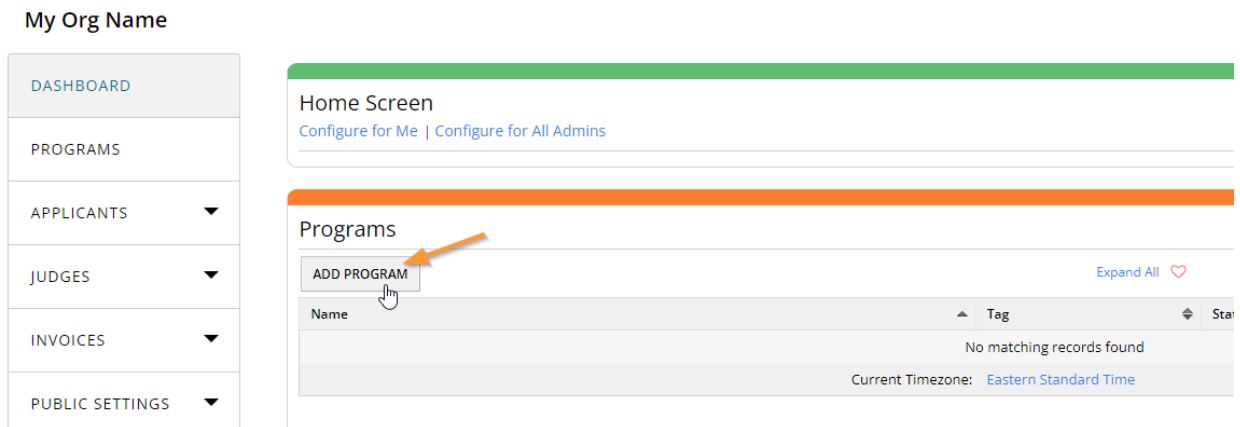 My Org Name
DASHBOARD
PROGRAMS
APPLICANTS
JUDGES
INVOICES
PUBLIC SETTINGS
Home Screen
Configure for Me | Configure for All Admins
Programs
ADD PROGRAM
Expand All
Name Tag
No matching records found
Current Timezone: Eastern Standard Time